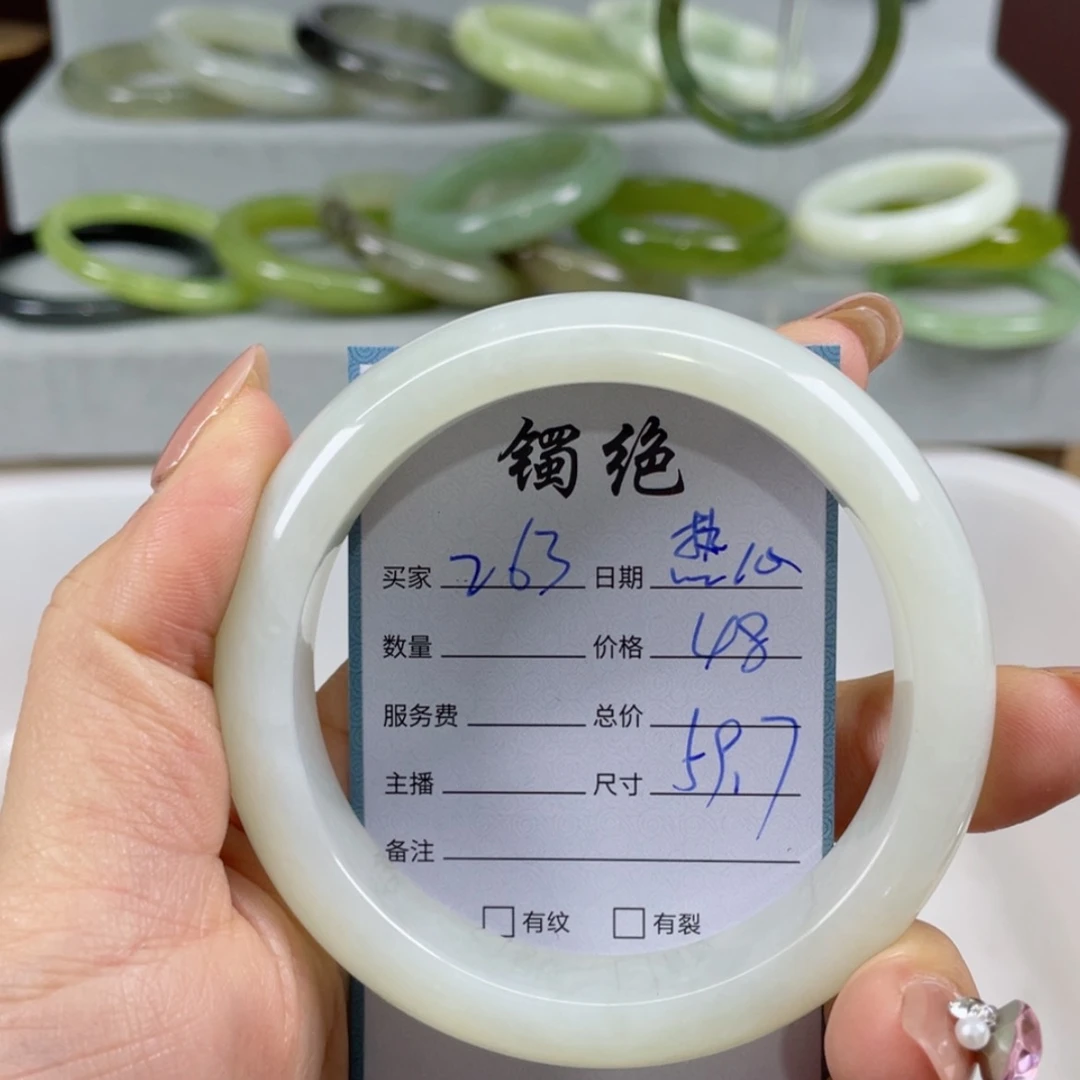 镯绝
买家 263 日期
数量 价格 48
服务费 总价
主播 尺寸 59.7
备注
有纹 有裂